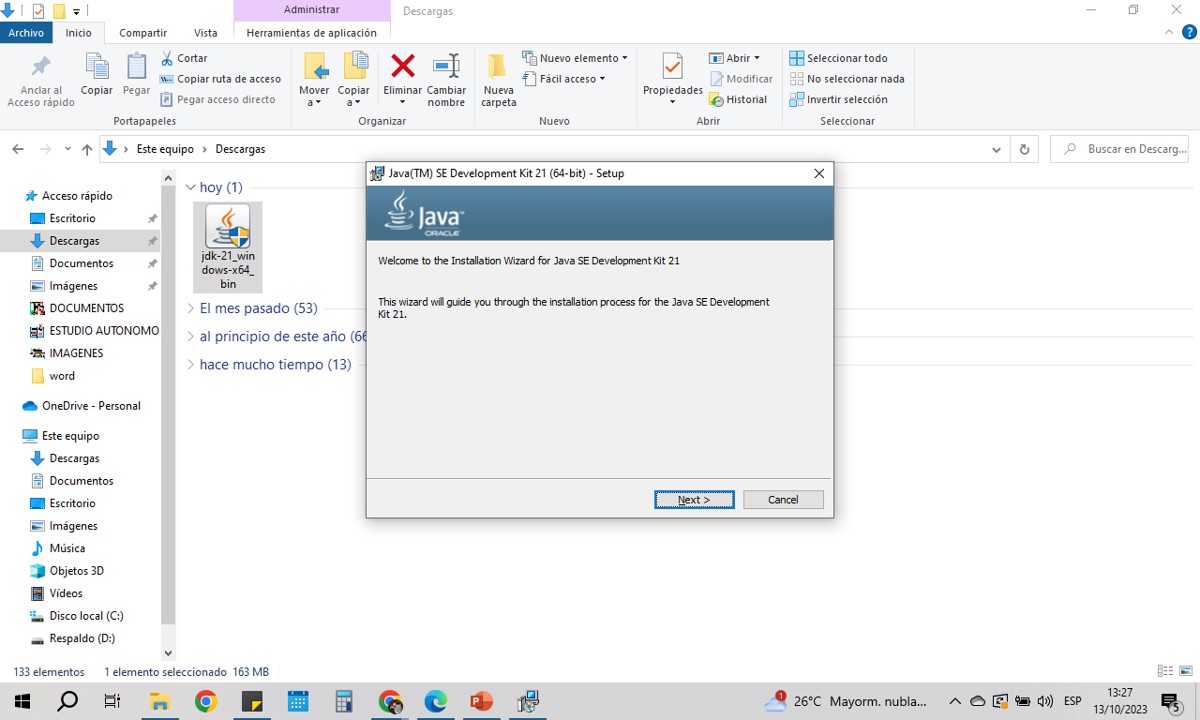 Administrar
Descargas
Archivo
Inicio
Compartir
Vista
Herramientas de aplicación
Anclar al
Acceso rápido
Copiar
Pegar
Cortar
Copiar ruta de acceso
Pegar acceso directo
Portapapeles
Mover
a
Copiar
a
Eliminar
Cambiar
nombre
Organizar
Nueva
carpeta
Nuevo elemento
Fácil acceso
Nuevo
Propiedades
Abrir
Modificar
Historial
Abrir
Seleccionar todo
No seleccionar nada
Invertir selección
Seleccionar
Este equipo > Descargas
Buscar en Descarg...
Acceso rápido
Escritorio
Descargas
Documentos
Imágenes
DOCUMENTOS
ESTUDIO AUTONOMO
IMAGENES
word
OneDrive - Personal
Este equipo
Descargas
Documentos
Escritorio
Imágenes
Música
Objetos 3D
Vídeos
Disco local (C:)
Respaldo (D:)
hoy (1)
jdk-21_win
dows-x64_
bin
El mes pasado (53)
al principio de este año (66
hace mucho tiempo (13)
Java(TM) SE Development Kit 21 (64-bit) - Setup
Java™
ORACLE
Welcome to the Installation Wizard for Java SE Development Kit 21
This wizard will guide you through the installation process for the Java SE Development
Kit 21.
Next >
Cancel
133 elementos
1 elemento seleccionado
163 MB
1
26°C
Mayorm. nubla...
ESP
13:27
13/10/2023
5